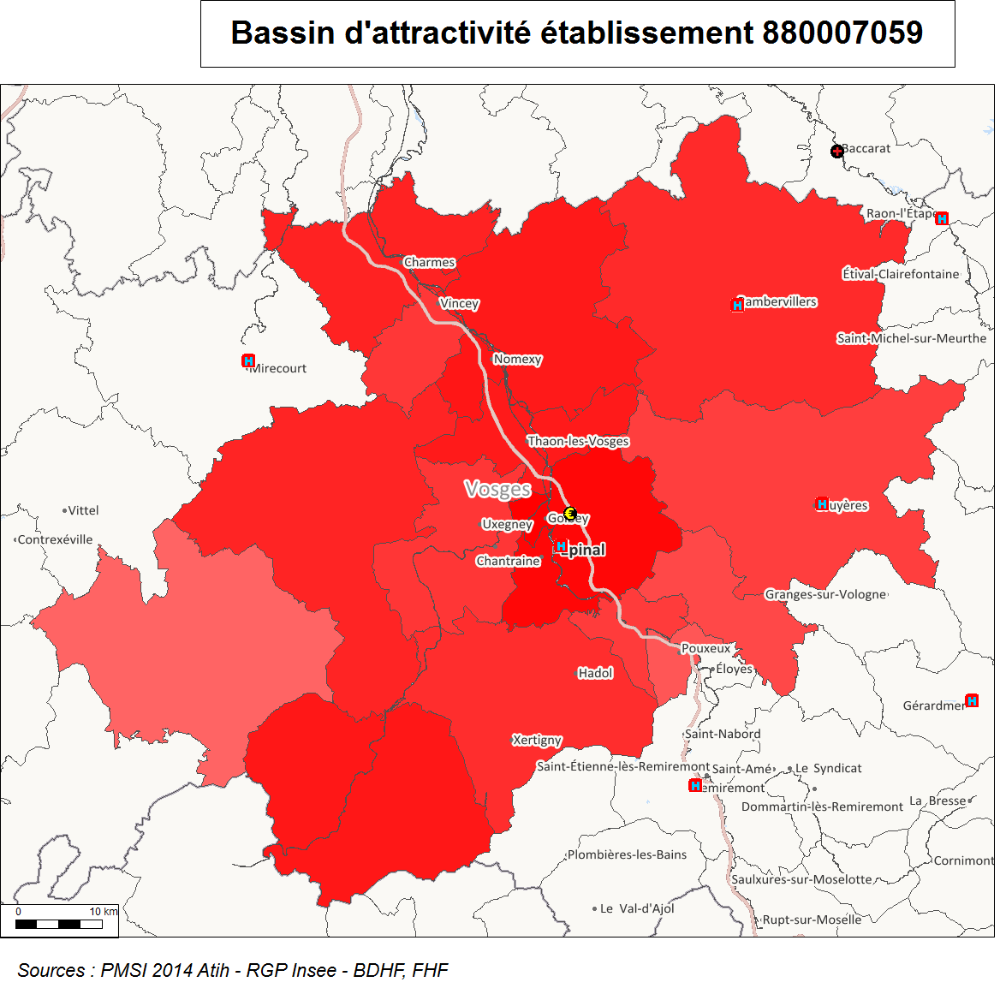 Bassin d'attractivité établissement 880007059
Baccarat
Raon-l'Étape
Charmes
Étival-Clairefontaine
Vincey
Rambervillers
Saint-Michel-sur-Meurthe
Nomexy
Mirecourt
Thaon-les-Vosges
Vosges
Vittel
Uxegney
Golbey
Bruyères
Contrexéville
Épinal
Chantraine
Granges-sur-Vologne
Pouxeux
Éloyes
Hadol
Gérardmer
Saint-Nabord
Xertigny
Saint-Étienne-lès-Remiremont
Saint-Amé
Le Syndicat
Remiremont
La Bresse
Dommartin-lès-Remiremont
Plombières-les-Bains
Cornimont
Saulxures-sur-Moselotte
Le Val-d'Ajol
Rupt-sur-Moselle
0 10 km
Sources : PMSI 2014 Atih - RGP Insee - BDHF, FHF